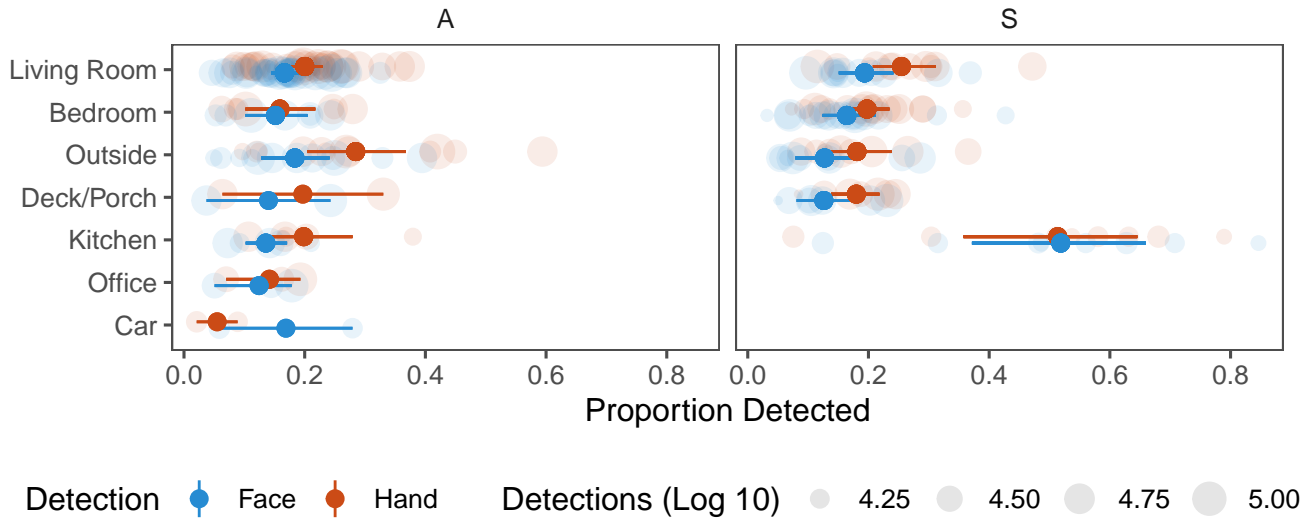 A S
Living Room
Bedroom
Outside
Deck/Porch
Kitchen
Office
Car
0.0 0.2 0.4 0.6 0.8 0.0 0.2 0.4 0.6 0.8
Proportion Detected
Detection Face Hand Detections (Log 10) 4.25 4.50 4.75 5.00